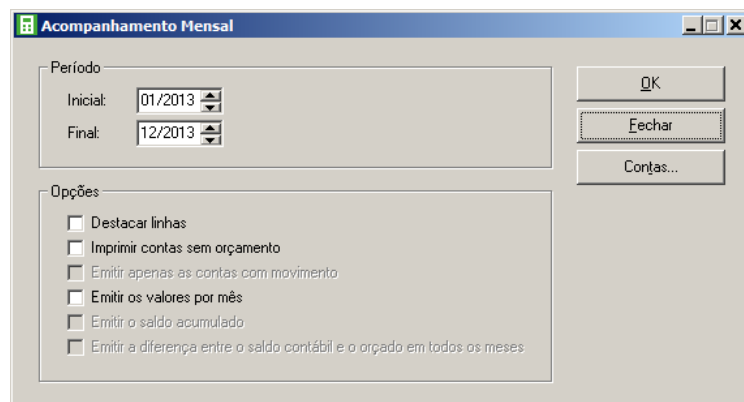 Acompanhamento Mensal
Período
Inicial: 01/2013
Final: 12/2013
OK
Fechar
Contas...
Opções
Destacar linhas
Imprimir contas sem orçamento
Emitir apenas as contas com movimento
Emitir os valores por mês
Emitir o saldo acumulado
Emitir a diferença entre o saldo contábil e o orçado em todos os meses